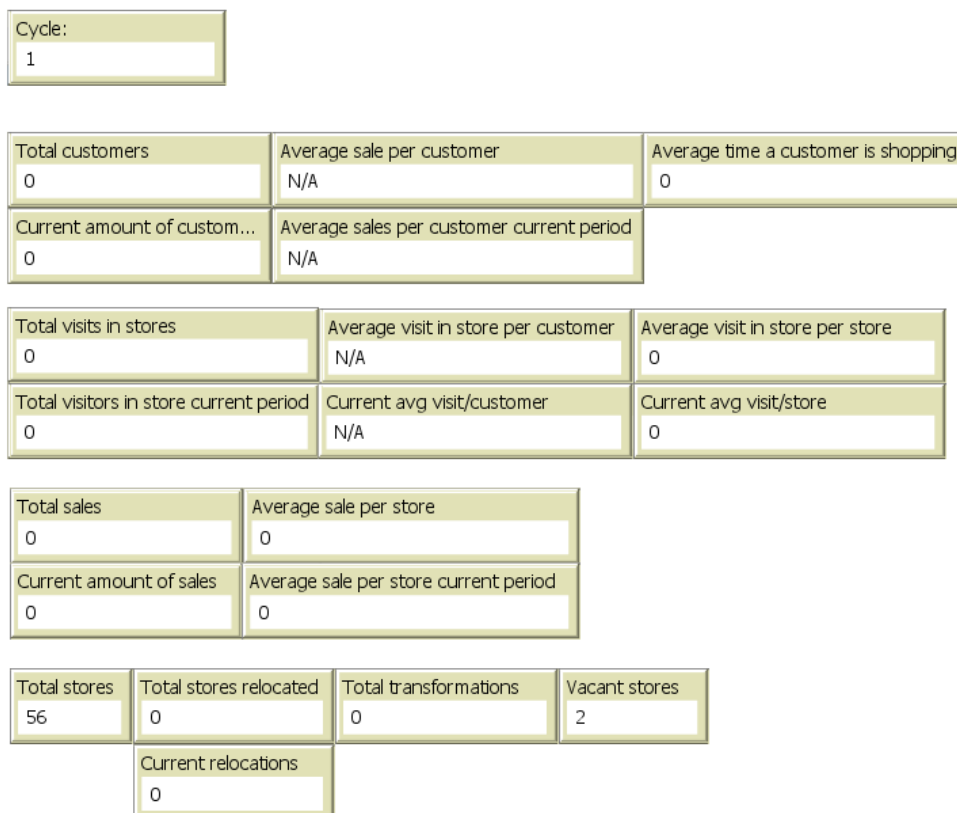 Cycle:
1
Total customers Average sale per customer Average time a customer is shopping
0 N/A 0
Current amount of custom... Average sales per customer current period
0 N/A
Total visits in stores Average visit in store per customer Average visit in store per store
0 N/A 0
Total visitors in store current period Current avg visit/customer Current avg visit/store
0 N/A 0
Total sales Average sale per store
0 0
Current amount of sales Average sale per store current period
0 0
Total stores Total stores relocated Total transformations Vacant stores
56 0 0 2
Current relocations
0